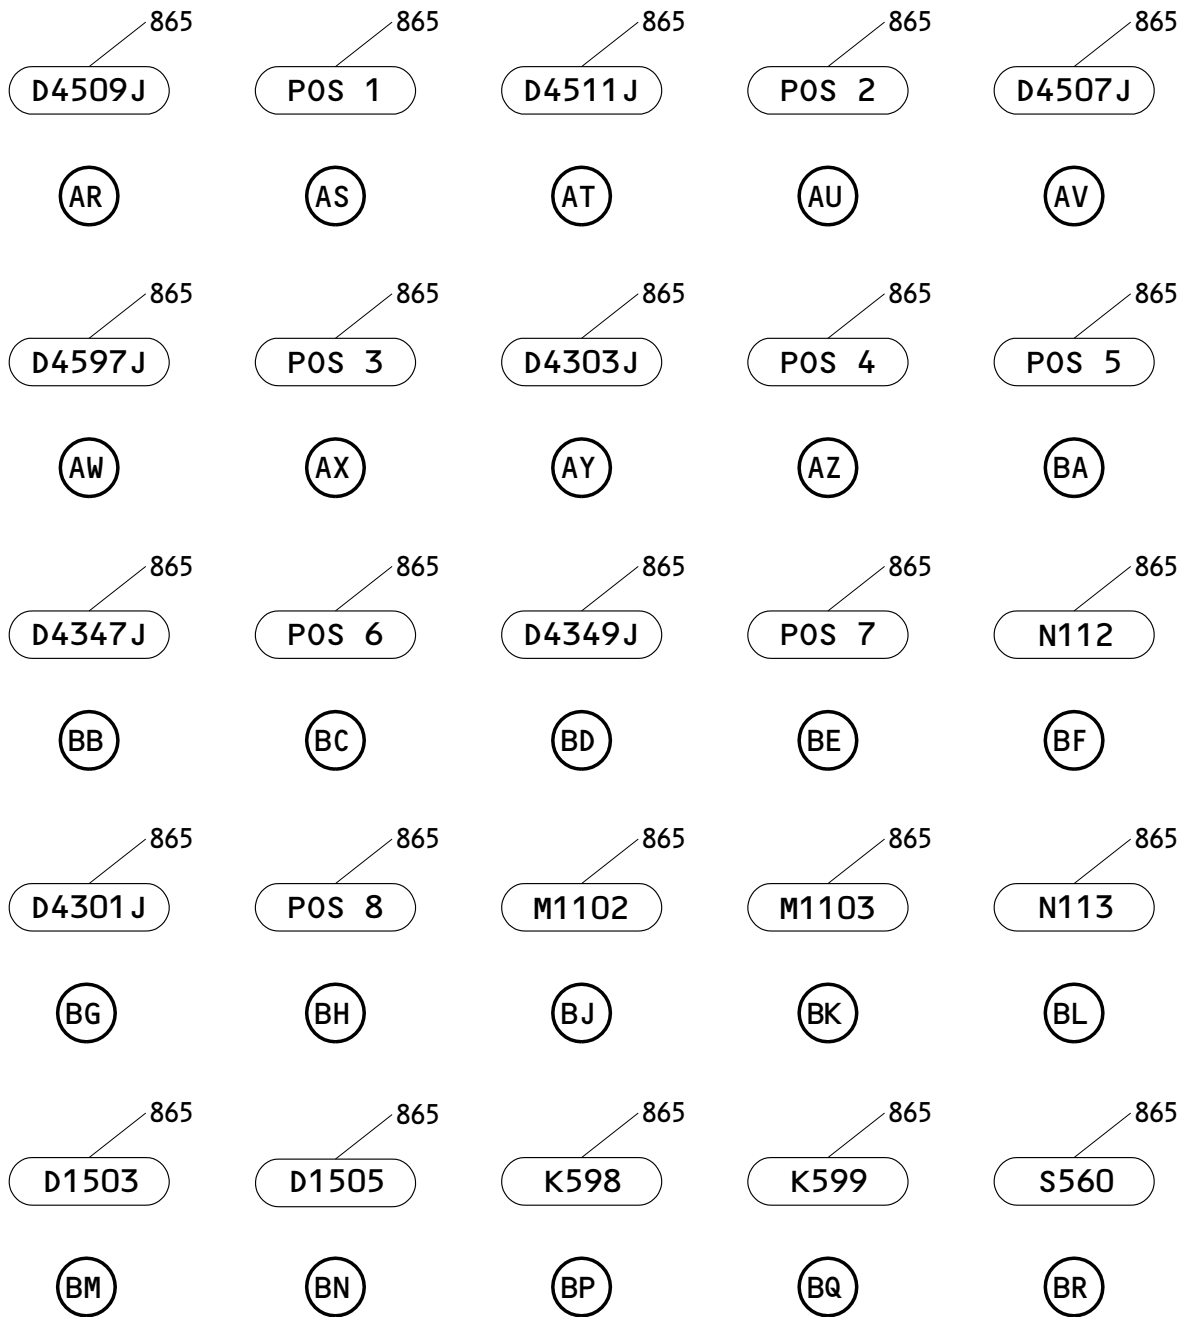 865 865 865 865 865
D4509J POS 1 D4511J POS 2 D4507J
AR AS AT AU AV
865 865 865 865 865
D4597J POS 3 D4303J POS 4 POS 5
AW AX AY AZ BA
865 865 865 865 865
D4347J POS 6 D4349J POS 7 N112
BB BC BD BE BF
865 865 865 865 865
D4301J POS 8 M1102 M1103 N113
BG BH BJ BK BL
865 865 865 865 865
D1503 D1505 K598 K599 S560
BM BN BP BQ BR